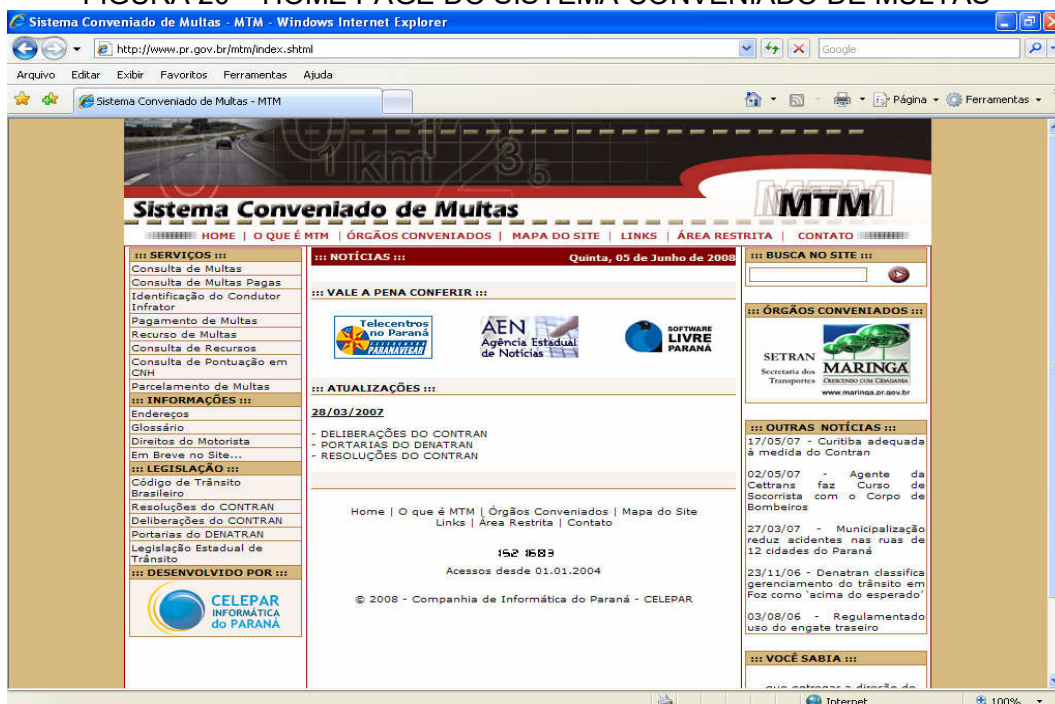 FIGURA 20 – HOME PAGE DO SISTEMA CONVENIADO DE MULTAS
Sistema Conveniado de Multas - MTM - Windows Internet Explorer
http://www.pr.gov.br/mtm/index.shtml
Google
Arquivo Editar Exibir Favoritos Ferramentas Ajuda
Sistema Conveniado de Multas - MTM
Página Ferramentas
1 km 2 3 5
Sistema Conveniado de Multas
MTM
HOME | O QUE É MTM | ÓRGÃOS CONVENIADOS | MAPA DO SITE | LINKS | ÁREA RESTRITA | CONTATO
::: SERVIÇOS :::
Consulta de Multas
Consulta de Multas Pagas
Identificação do Condutor
Infrator
Pagamento de Multas
Recurso de Multas
Consulta de Recursos
Consulta de Pontuação em
CNH
Parcelamento de Multas
::: INFORMAÇÕES :::
Endereços
Glossário
Direitos do Motorista
Em Breve no Site...
::: LEGISLAÇÃO :::
Código de Trânsito
Brasileiro
Resoluções do CONTRAN
Deliberações do CONTRAN
Portarias do DENATRAN
Legislação Estadual de
Trânsito
::: DESENVOLVIDO POR :::
CELEPAR
INFORMÁTICA
do PARANÁ
::: NOTÍCIAS ::: Quinta, 05 de Junho de 2008
::: VALE A PENA CONFERIR :::
Telecentros
no Paraná
PARANAVEGAR
AEN
Agência Estadual
de Notícias
SOFTWARE
LIVRE
PARANÁ
::: ATUALIZAÇÕES :::
28/03/2007
- DELIBERAÇÕES DO CONTRAN
- PORTARIAS DO DENATRAN
- RESOLUÇÕES DO CONTRAN
Home | O que é MTM | Órgãos Conveniados | Mapa do Site
Links | Área Restrita | Contato
152 1683
Acessos desde 01.01.2004
© 2008 - Companhia de Informática do Paraná - CELEPAR
::: BUSCA NO SITE :::
::: ÓRGÃOS CONVENIADOS :::
SETRAN
Secretaria dos
Transportes
MARINGÁ
CRESCENDO COM CIDADANIA
www.maringa.pr.gov.br
::: OUTRAS NOTÍCIAS :::
17/05/07 - Curitiba adequada
à medida do Contran
02/05/07 - Agente da
Cettrans faz Curso de
Socorrista com o Corpo de
Bombeiros
27/03/07 - Municipalização
reduz acidentes nas ruas de
12 cidades do Paraná
23/11/06 - Denatran classifica
gerenciamento do trânsito em
Foz como 'acima do esperado'
03/08/06 - Regulamentado
uso do engate traseiro
::: VOCÊ SABIA :::
... que entregar a direção do
Internet 100%